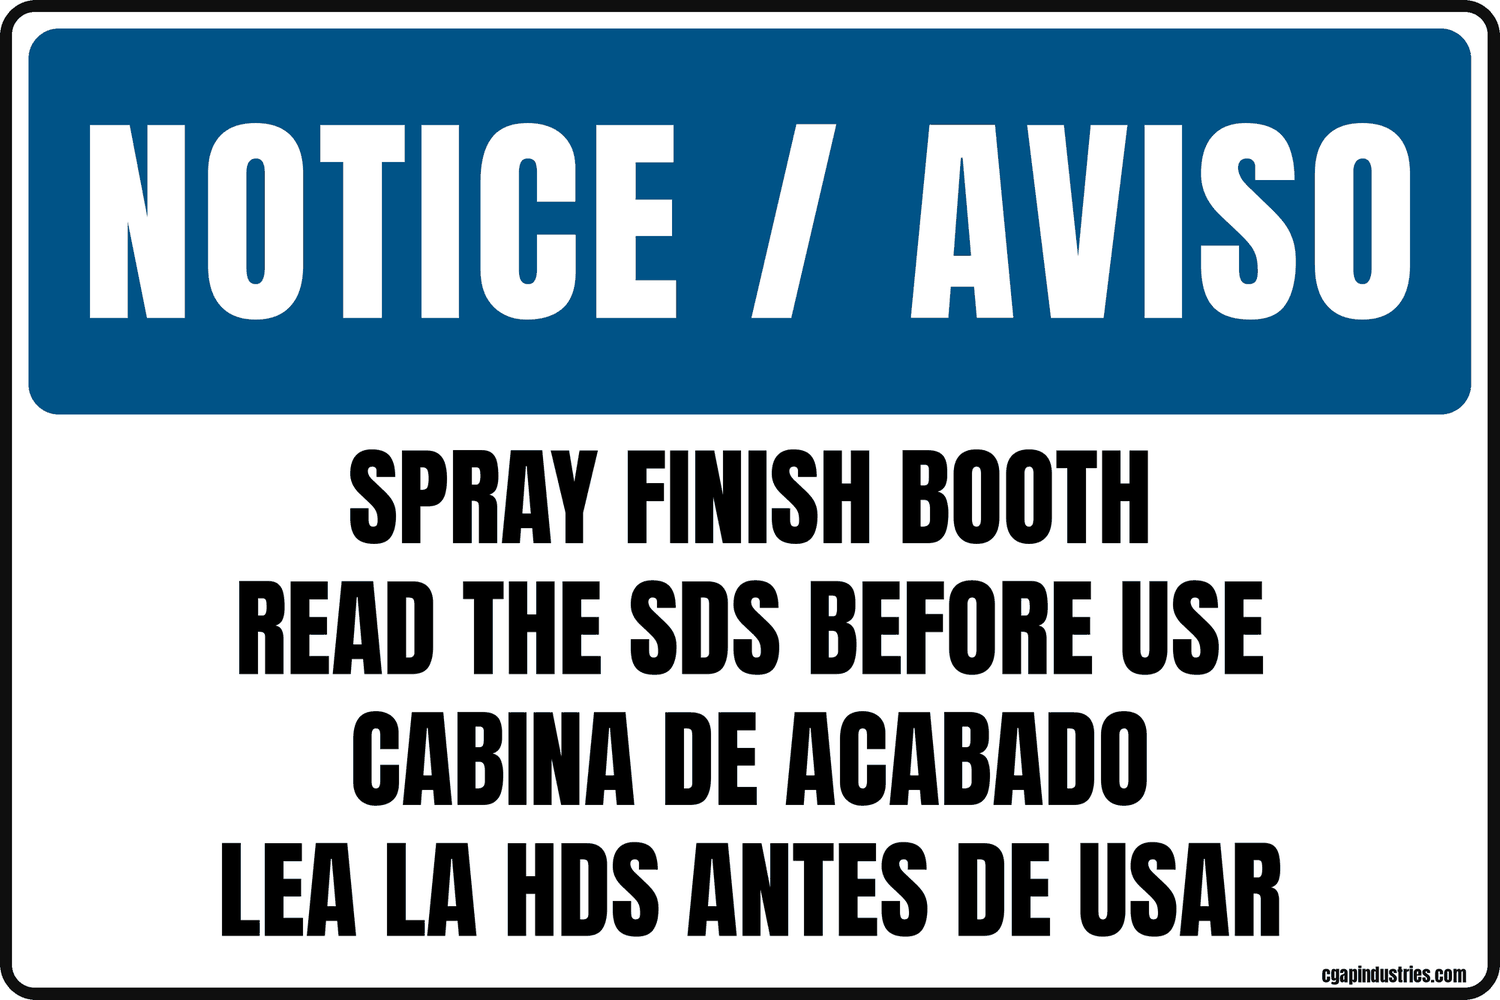 NOTICE / AVISO
SPRAY FINISH BOOTH
READ THE SDS BEFORE USE
CABINA DE ACABADO
LEA LA HDS ANTES DE USAR
cgapindustries.com